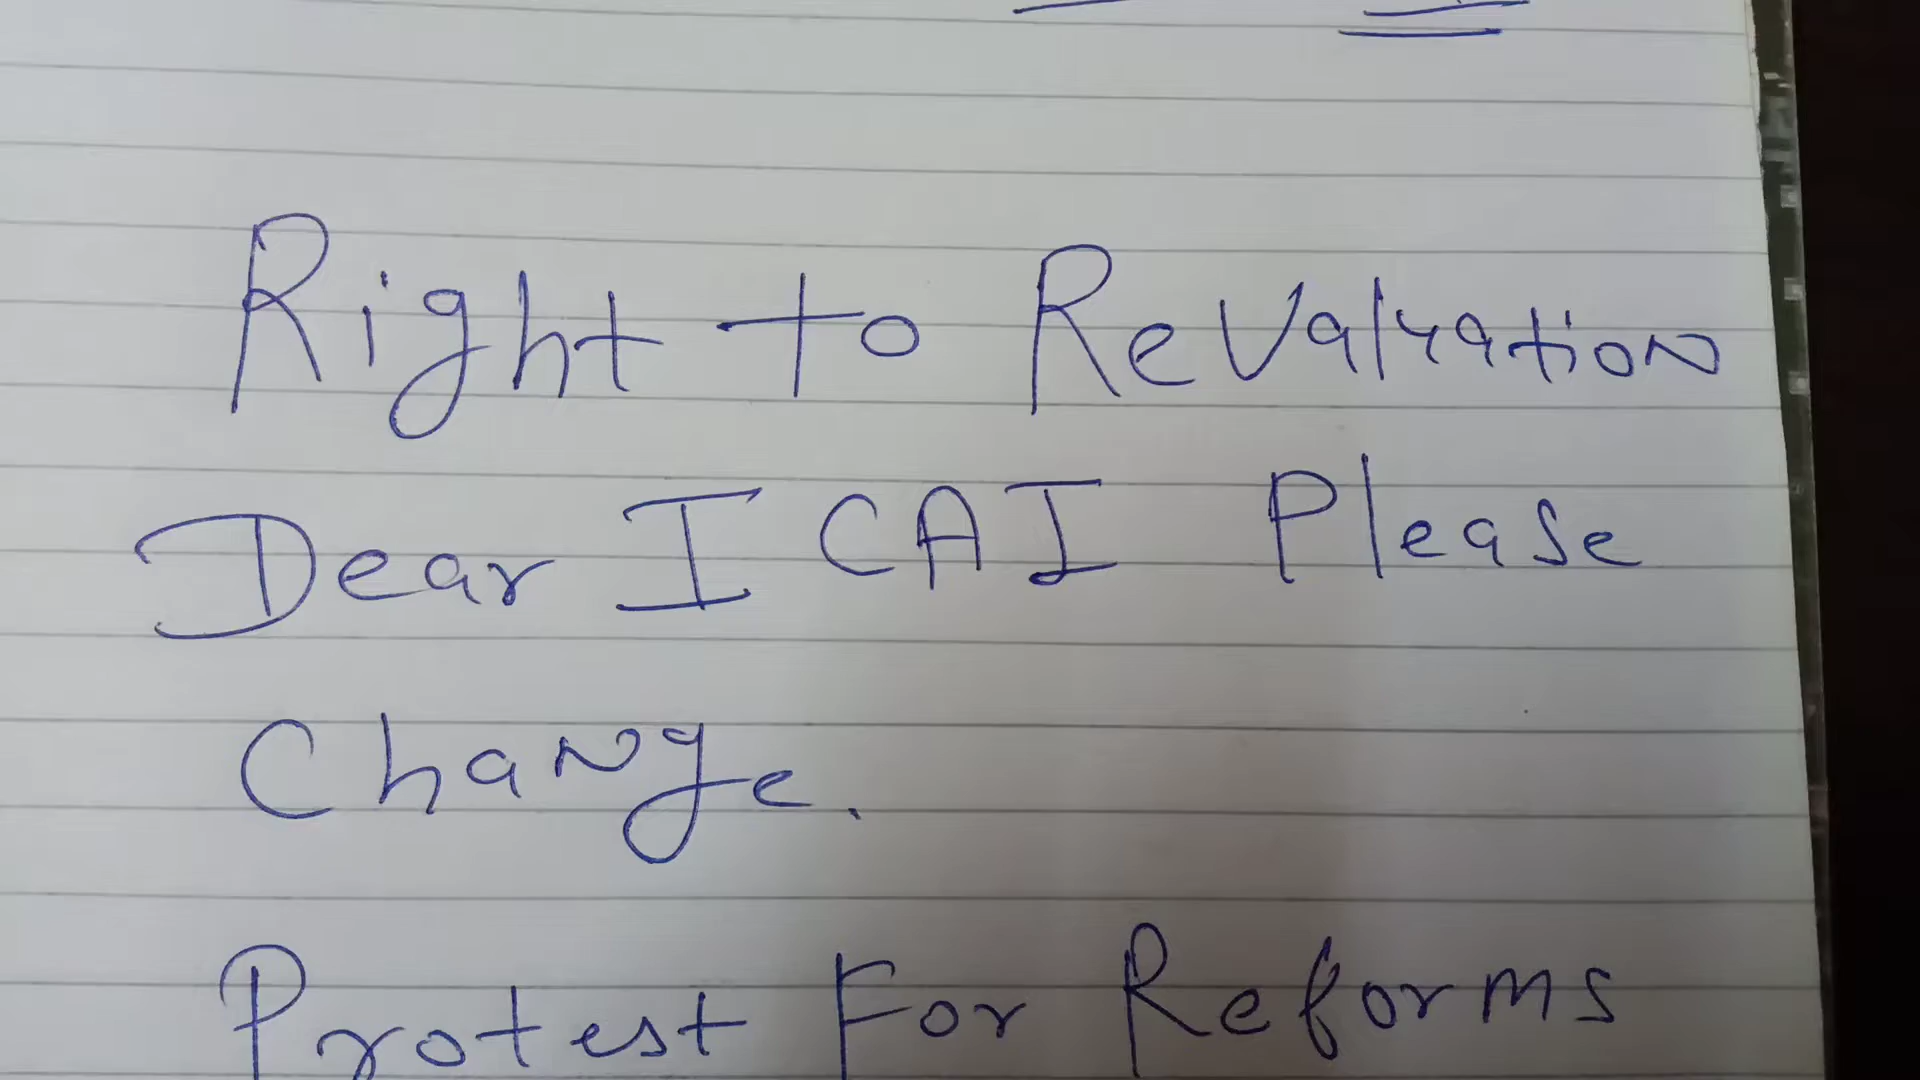 Right to ReValuation
Dear ICAI Please
Change.
Protest For Reforms